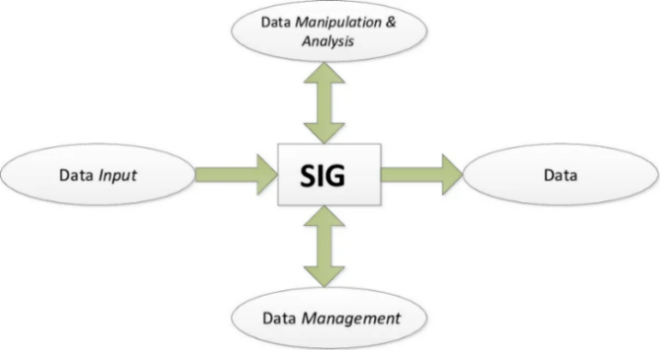 Data Manipulation &
Analysis
Data Input
SIG
Data
Data Management